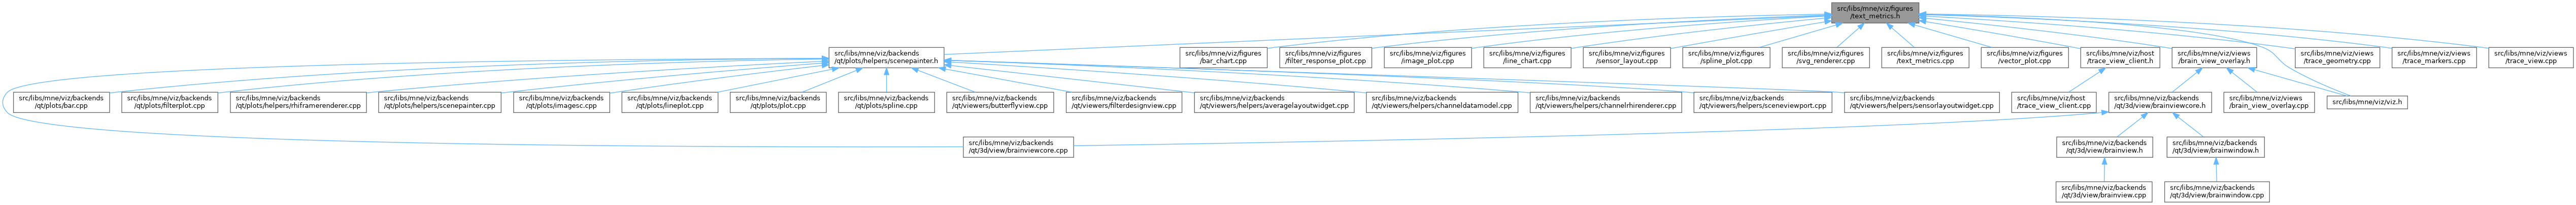 src/libs/mne/viz/figures
/text_metrics.h
src/libs/mne/viz/backends
/qt/plots/helpers/scenepainter.h
src/libs/mne/viz/figures
/bar_chart.cpp
src/libs/mne/viz/figures
/filter_response_plot.cpp
src/libs/mne/viz/figures
/image_plot.cpp
src/libs/mne/viz/figures
/line_chart.cpp
src/libs/mne/viz/figures
/sensor_layout.cpp
src/libs/mne/viz/figures
/spline_plot.cpp
src/libs/mne/viz/figures
/svg_renderer.cpp
src/libs/mne/viz/figures
/text_metrics.cpp
src/libs/mne/viz/figures
/vector_plot.cpp
src/libs/mne/viz/host
/trace_view_client.h
src/libs/mne/viz/views
/brain_view_overlay.h
src/libs/mne/viz/views
/trace_geometry.cpp
src/libs/mne/viz/views
/trace_markers.cpp
src/libs/mne/viz/views
/trace_view.cpp
src/libs/mne/viz/backends
/qt/plots/bar.cpp
src/libs/mne/viz/backends
/qt/plots/filterplot.cpp
src/libs/mne/viz/backends
/qt/plots/helpers/rhiframerenderer.cpp
src/libs/mne/viz/backends
/qt/plots/helpers/scenepainter.cpp
src/libs/mne/viz/backends
/qt/plots/imagesc.cpp
src/libs/mne/viz/backends
/qt/plots/lineplot.cpp
src/libs/mne/viz/backends
/qt/plots/plot.cpp
src/libs/mne/viz/backends
/qt/plots/spline.cpp
src/libs/mne/viz/backends
/qt/viewers/butterflyview.cpp
src/libs/mne/viz/backends
/qt/viewers/filterdesignview.cpp
src/libs/mne/viz/backends
/qt/viewers/helpers/averagelayoutwidget.cpp
src/libs/mne/viz/backends
/qt/viewers/helpers/channeldatamodel.cpp
src/libs/mne/viz/backends
/qt/viewers/helpers/channelrhirenderer.cpp
src/libs/mne/viz/backends
/qt/viewers/helpers/sceneviewport.cpp
src/libs/mne/viz/backends
/qt/viewers/helpers/sensorlayoutwidget.cpp
src/libs/mne/viz/host
/trace_view_client.cpp
src/libs/mne/viz/backends
/qt/3d/view/brainviewcore.h
src/libs/mne/viz/views
/brain_view_overlay.cpp
src/libs/mne/viz/viz.h
src/libs/mne/viz/backends
/qt/3d/view/brainviewcore.cpp
src/libs/mne/viz/backends
/qt/3d/view/brainview.h
src/libs/mne/viz/backends
/qt/3d/view/brainwindow.h
src/libs/mne/viz/backends
/qt/3d/view/brainview.cpp
src/libs/mne/viz/backends
/qt/3d/view/brainwindow.cpp